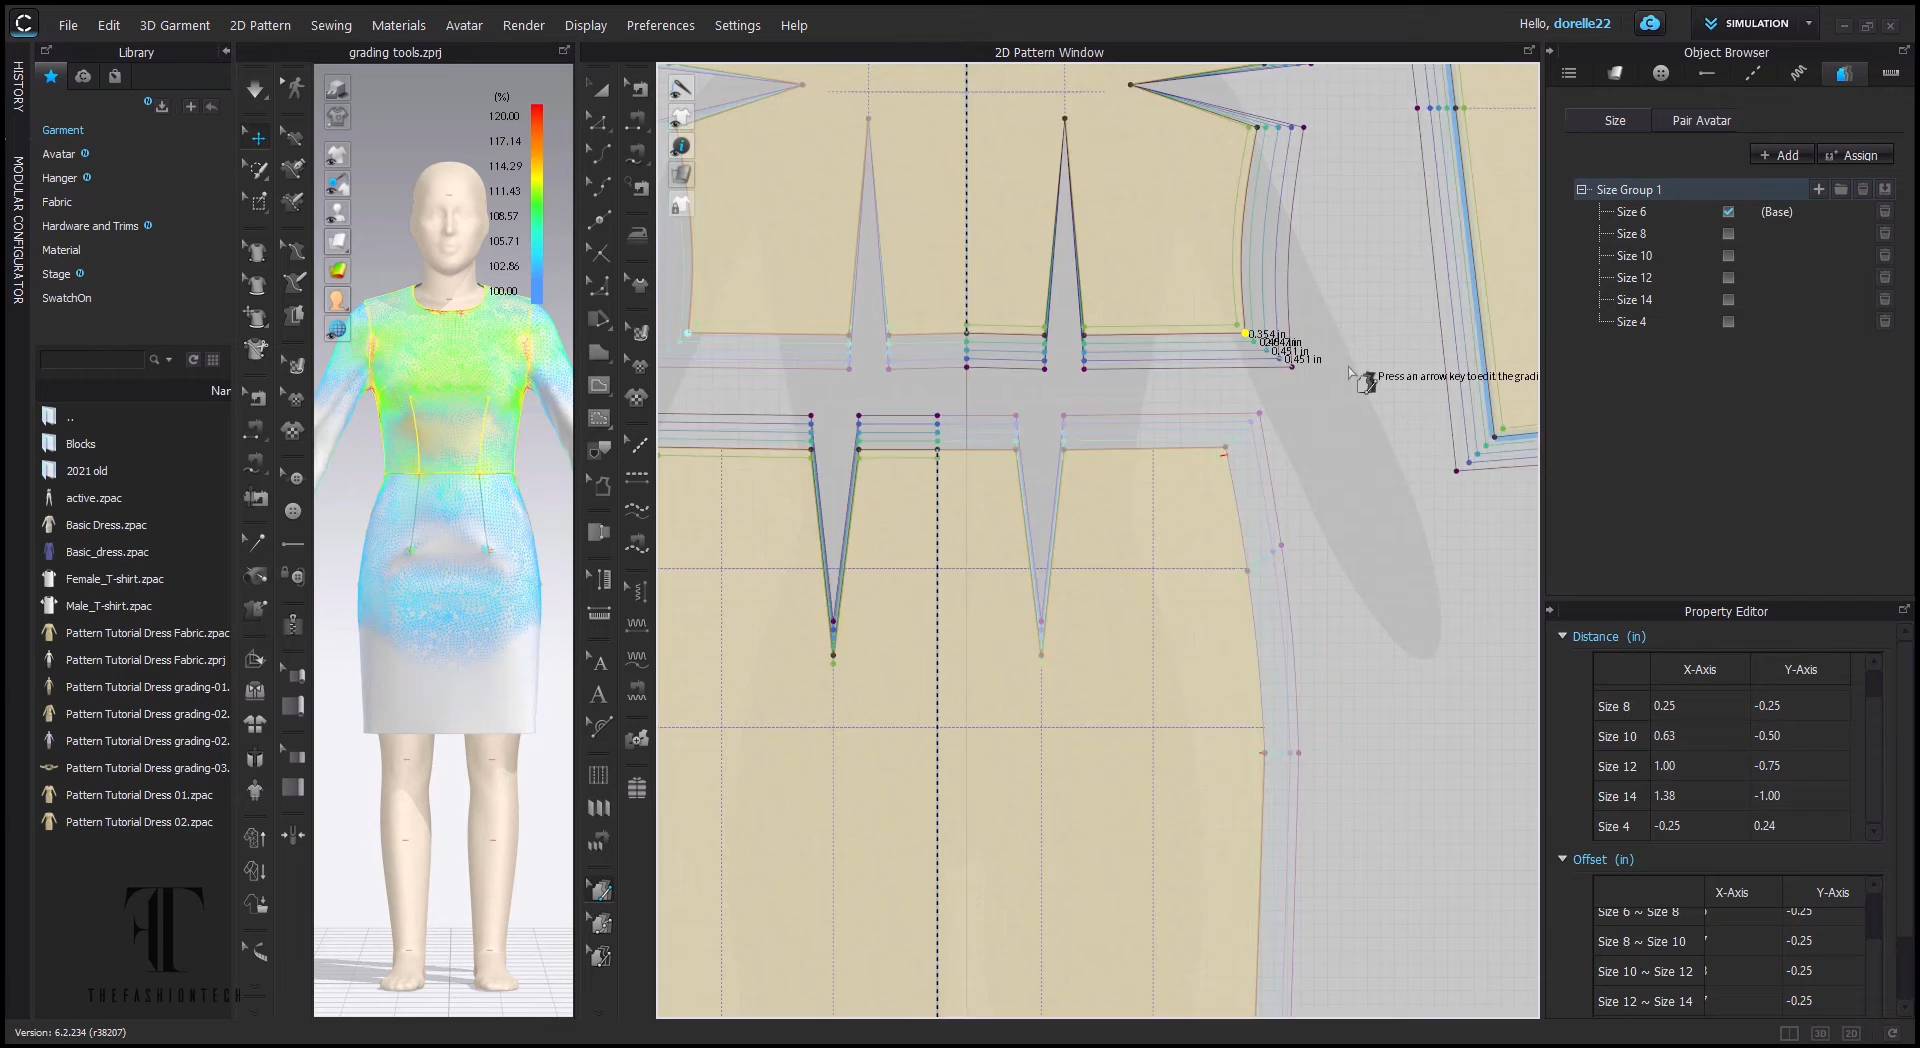 File Edit 3D Garment 2D Pattern Sewing Materials Avatar Render Display Preferences Settings Help
Hello, dorelle22
SIMULATION
HISTORY
MODULAR CONFIGURATOR
Library
Garment
Avatar
Hanger
Fabric
Hardware and Trims
Material
Stage
SwatchOn
Nar
..
Blocks
2021 old
active.zpac
Basic Dress.zpac
Basic_dress.zpac
Female_T-shirt.zpac
Male_T-shirt.zpac
Pattern Tutorial Dress Fabric.zpac
Pattern Tutorial Dress Fabric.zprj
Pattern Tutorial Dress grading-01.
Pattern Tutorial Dress grading-02.
Pattern Tutorial Dress grading-02.
Pattern Tutorial Dress grading-03.
Pattern Tutorial Dress 01.zpac
Pattern Tutorial Dress 02.zpac
THEFASHIONTECH
Version: 6.2.234 (r38207)
grading tools.zprj
(%)
120.00
117.14
114.29
111.43
108.57
105.71
102.86
100.00
2D Pattern Window
0.354 in
0.451 in
0.451 in
Press an arrow key to edit the gradi
Object Browser
Size Pair Avatar
+ Add Assign
Size Group 1
Size 6 (Base)
Size 8
Size 10
Size 12
Size 14
Size 4
Property Editor
Distance (in)
X-Axis Y-Axis
Size 8 0.25 -0.25
Size 10 0.63 -0.50
Size 12 1.00 -0.75
Size 14 1.38 -1.00
Size 4 -0.25 0.24
Offset (in)
X-Axis Y-Axis
Size 6 ~ Size 8 -0.25
Size 8 ~ Size 10 -0.25
Size 10 ~ Size 12 -0.25
Size 12 ~ Size 14 -0.25
3D 2D